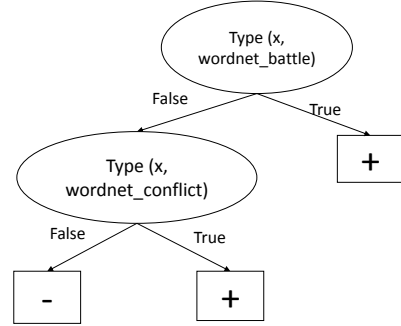 Type (x,
wordnet_battle)
False
True
+
Type (x,
wordnet_conflict)
False
True
-
+